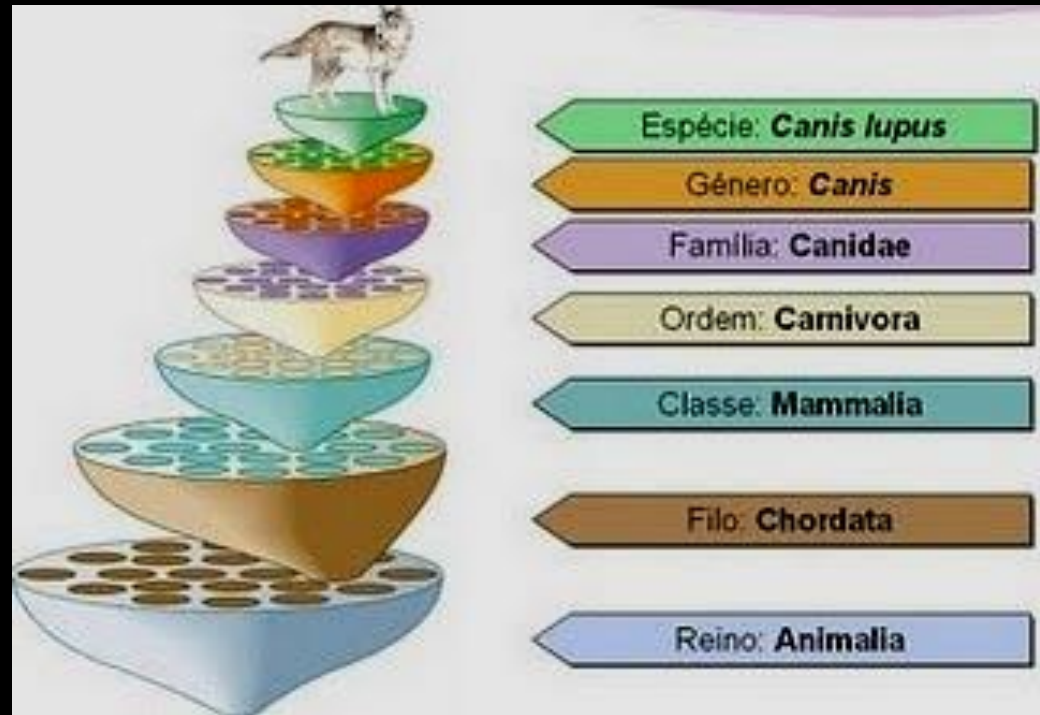 Espécie: Canis lupus
Género: Canis
Família: Canidae
Ordem: Carnivora
Classe: Mammalia
Filo: Chordata
Reino: Animalia